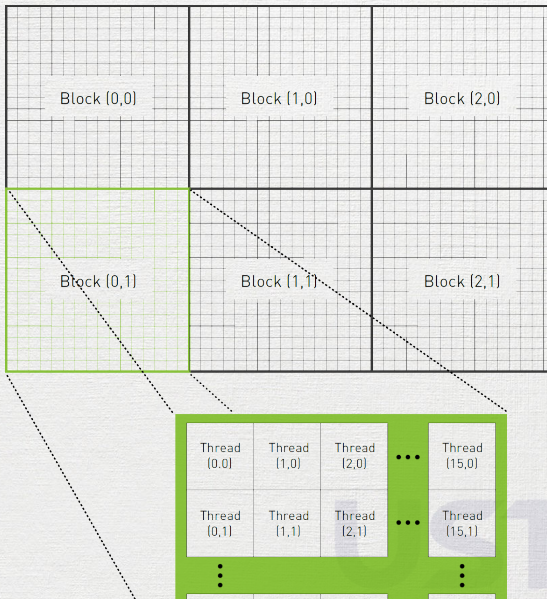 Block (0,0)
Block (1,0)
Block (2,0)
Block (0,1)
Block (1,1)
Block (2,1)
Thread
(0.0)
Thread
(1,0)
Thread
(2,0)
Thread
(15,0)
Thread
(0,1)
Thread
(1,1)
Thread
(2,1)
Thread
(15,1)
UST